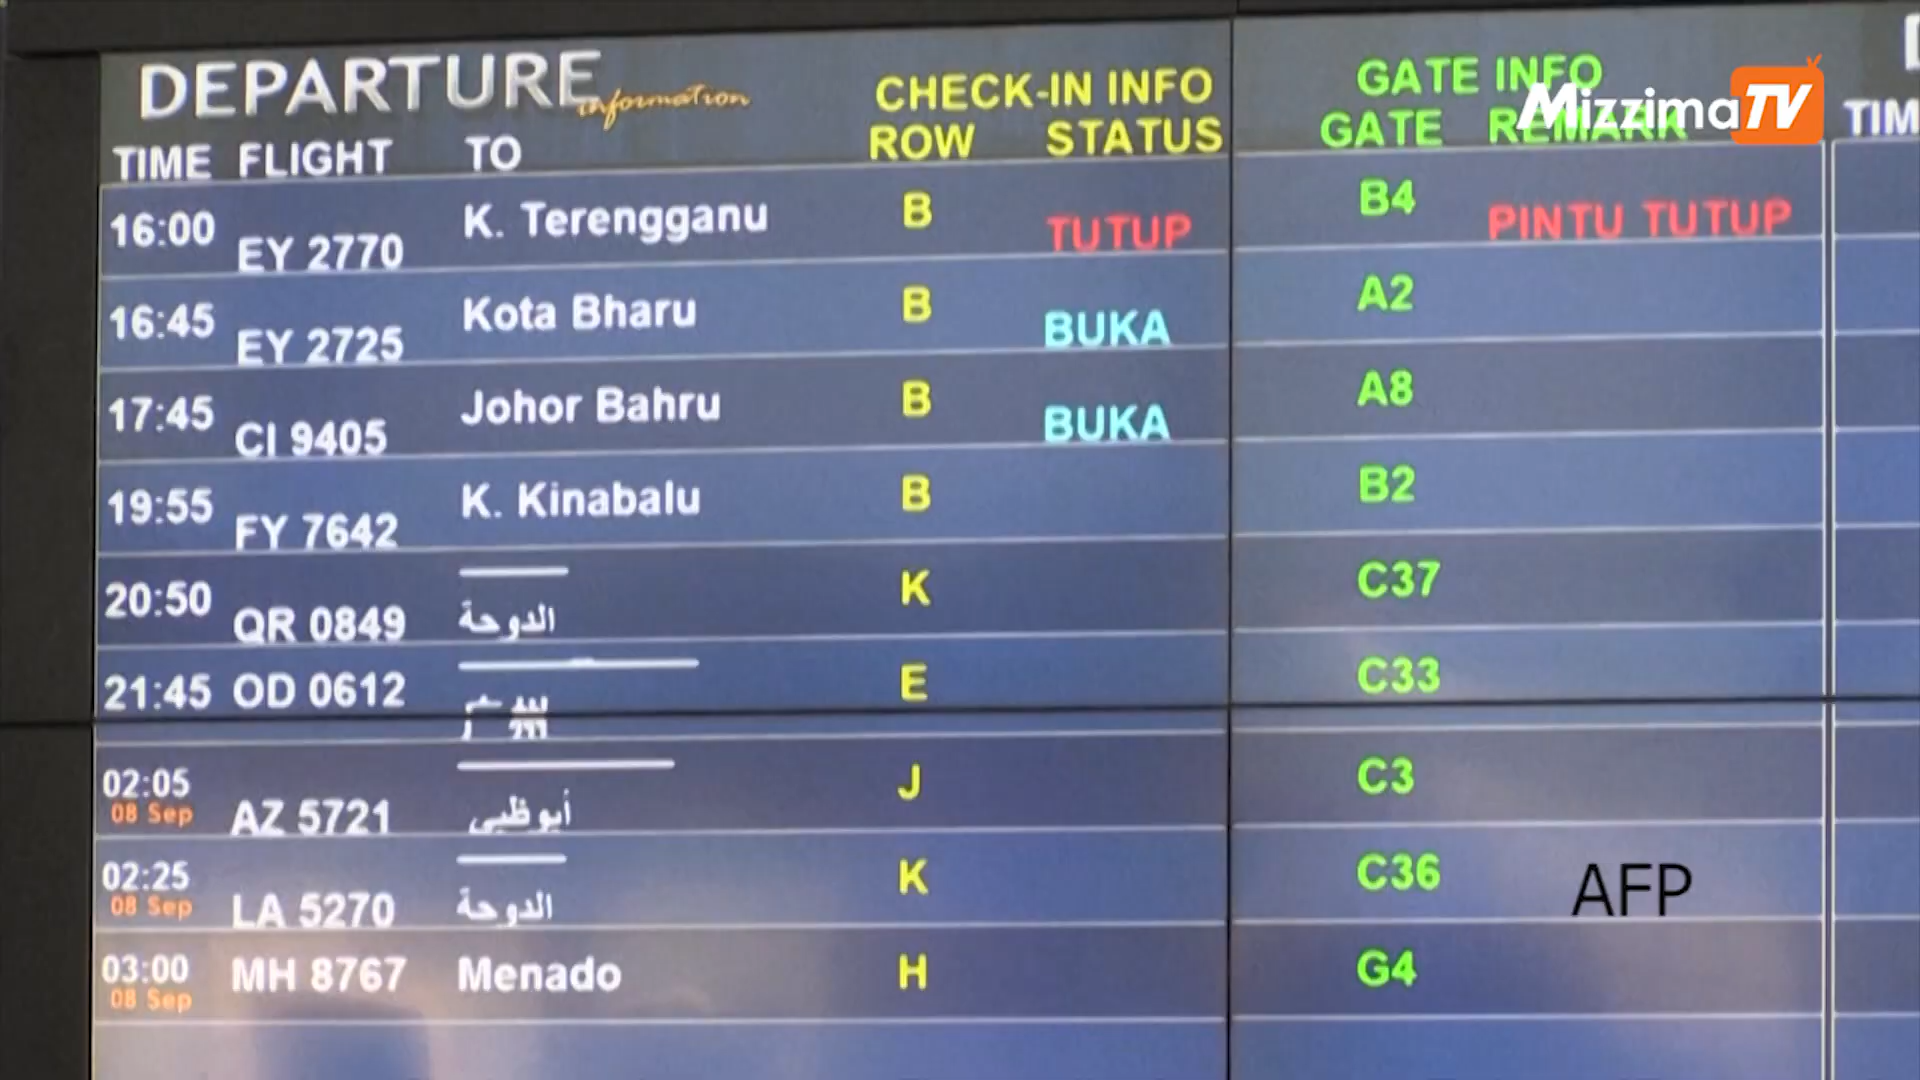 DEPARTURE information
CHECK-IN INFO
GATE INFO
MizzimaTV
TIME FLIGHT TO ROW STATUS GATE REMARK
16:00 EY 2770 K. Terengganu B TUTUP B4 PINTU TUTUP
16:45 EY 2725 Kota Bharu B BUKA A2
17:45 CI 9405 Johor Bahru B BUKA A8
19:55 FY 7642 K. Kinabalu B B2
20:50 QR 0849 الدوحة K C37
21:45 OD 0612 E C33
02:05 08 Sep AZ 5721 أبو ظبي J C3
02:25 08 Sep LA 5270 الدوحة K C36
AFP
03:00 08 Sep MH 8767 Menado H G4